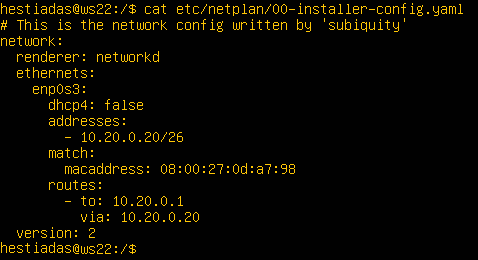 hestiadas@ws22:/$ cat etc/netplan/00-installer-config.yaml
# This is the network config written by 'subiquity'
network:
  renderer: networkd
  ethernets:
    enp0s3:
      dhcp4: false
      addresses:
        - 10.20.0.20/26
      match:
        macaddress: 08:00:27:0d:a7:98
      routes:
        - to: 10.20.0.1
          via: 10.20.0.20
  version: 2
hestiadas@ws22:/$